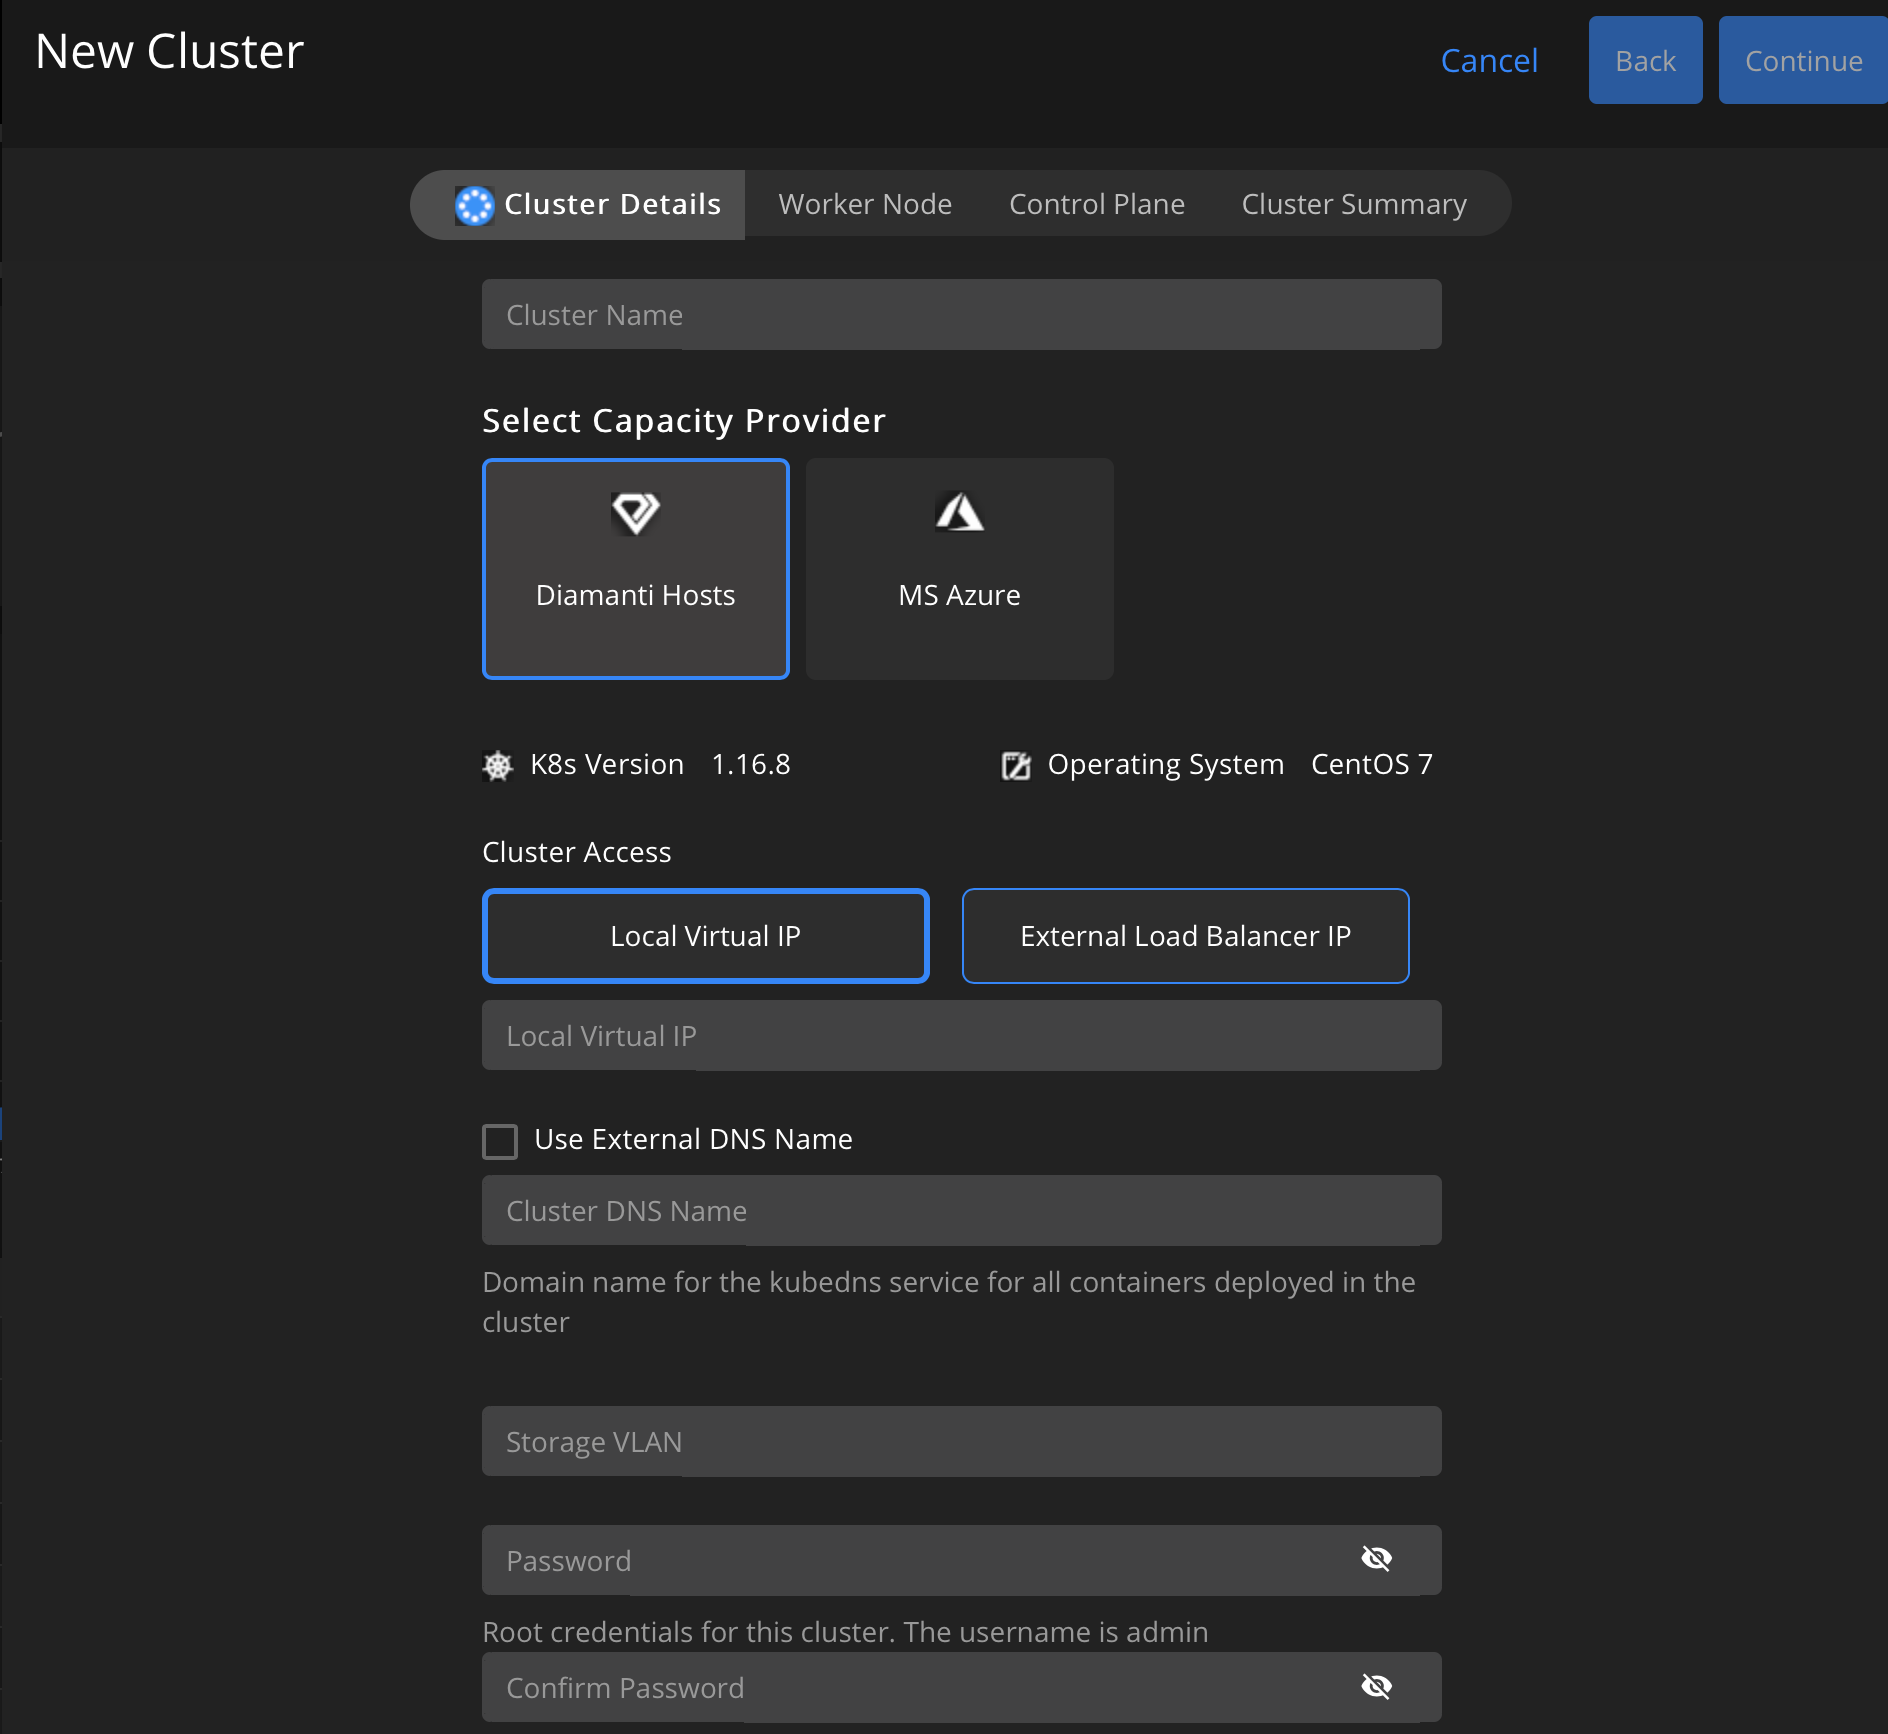 New Cluster
Cancel
Back
Continue
Cluster Details
Worker Node
Control Plane
Cluster Summary
Cluster Name
Select Capacity Provider
Diamanti Hosts
MS Azure
K8s Version 1.16.8
Operating System CentOS 7
Cluster Access
Local Virtual IP
External Load Balancer IP
Local Virtual IP
Use External DNS Name
Cluster DNS Name
Domain name for the kubedns service for all containers deployed in the
cluster
Storage VLAN
Password
Root credentials for this cluster. The username is admin
Confirm Password